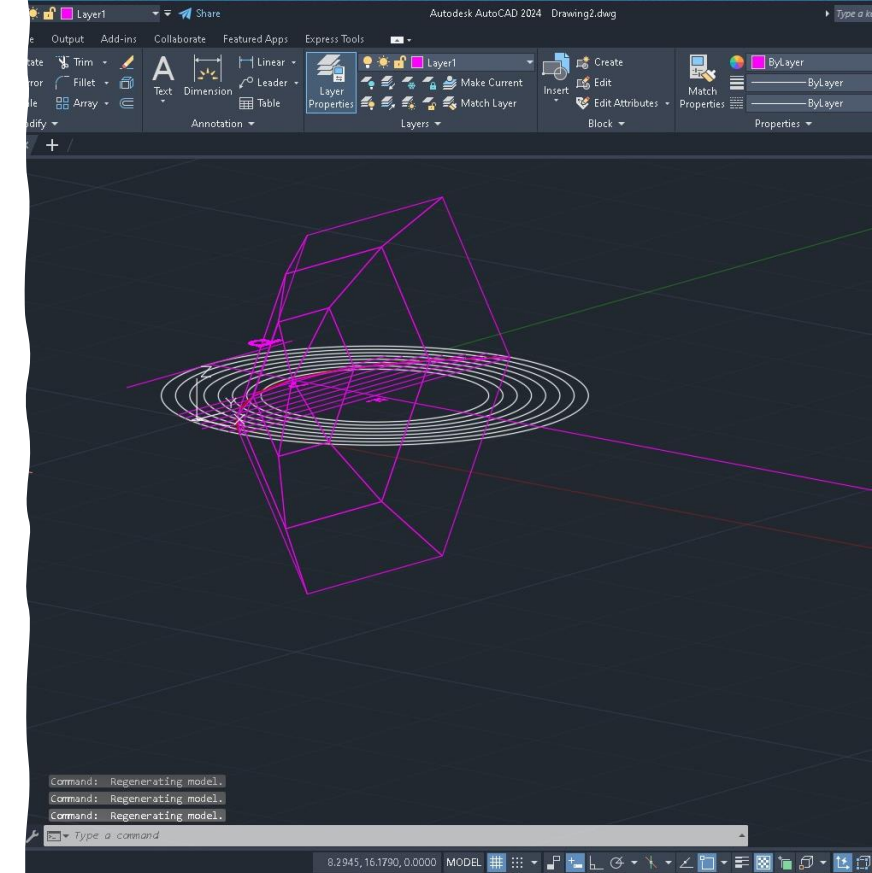 Layer1 Share Autodesk AutoCAD 2024 Drawing2.dwg Type a k
Output Add-ins Collaborate Featured Apps Express Tools
Trim Linear Layer1 Create ByLayer
Fillet Text Dimension Leader Layer Properties Make Current Insert Edit Match Properties ByLayer
Array Table Match Layer Edit Attributes ByLayer
Annotation Layers Block Properties
Z
X
Command: Regenerating model.
Command: Regenerating model.
Command: Regenerating model.
Type a command
8.2945, 16.1790, 0.0000 MODEL